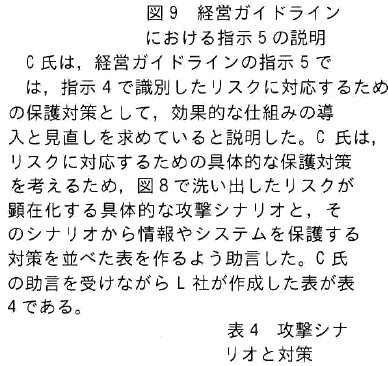 図9 経営ガイドライン
における指示5の説明
C氏は，経営ガイドラインの指示5で
は，指示4で識別したリスクに対応するため
の保護対策として，効果的な仕組みの導
入と見直しを求めていると説明した。C氏は，
リスクに対応するための具体的な保護対策
を考えるため，図8で洗い出したリスクが
顕在化する具体的な攻撃シナリオと，そ
のシナリオから情報やシステムを保護する
対策を並べた表を作るよう助言した。C氏
の助言を受けながらL社が作成した表が表
4である。
表4 攻撃シナ
リオと対策